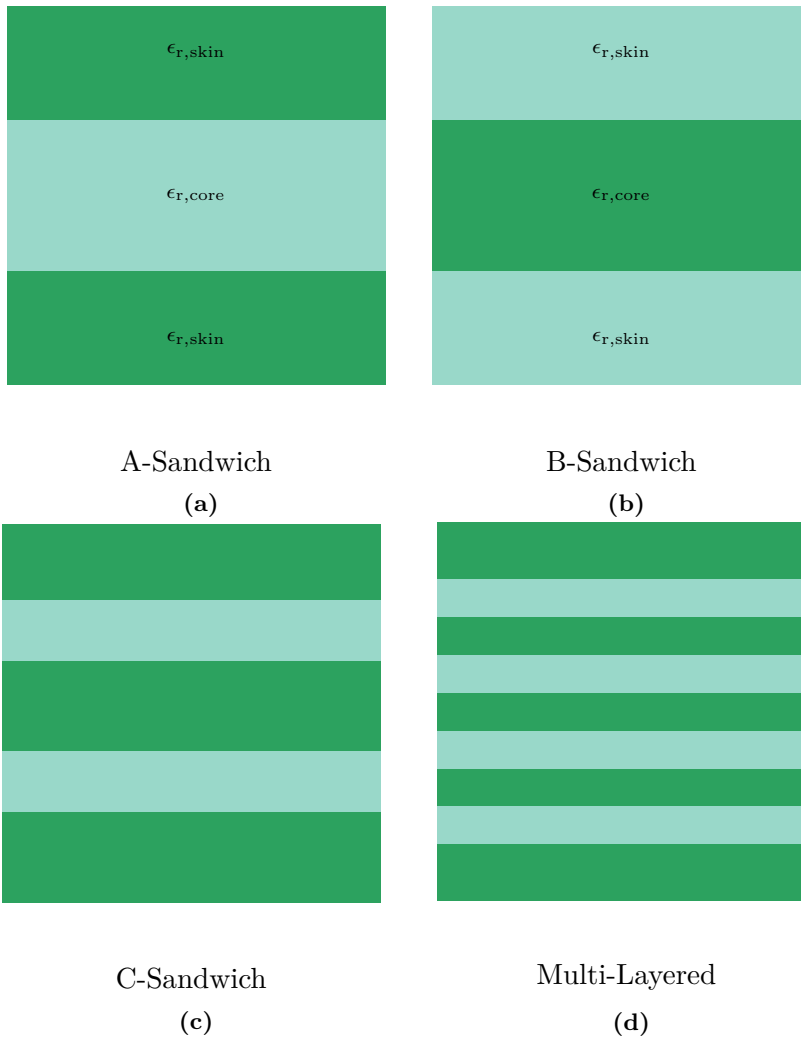 ϵr,skin
ϵr,skin
ϵr,core
ϵr,core
ϵr,skin
ϵr,skin
A-Sandwich
B-Sandwich
(a)
(b)
C-Sandwich
Multi-Layered
(c)
(d)